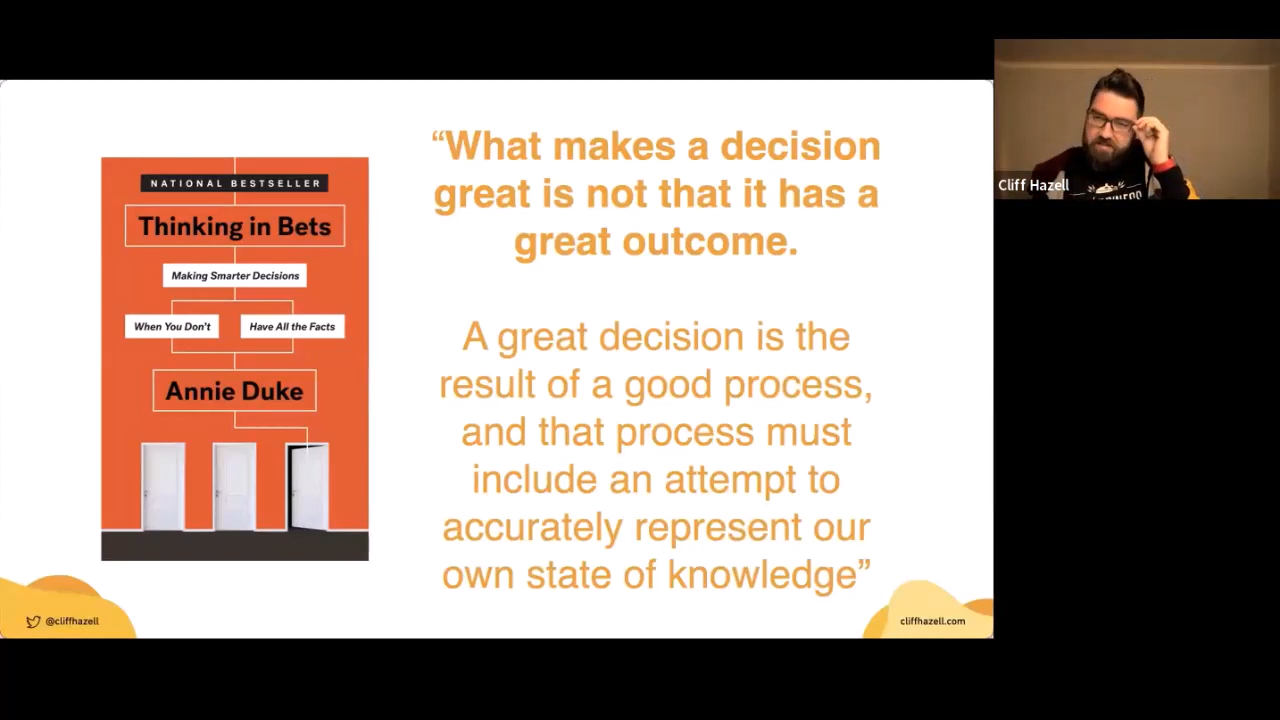 NATIONAL BESTSELLER
Thinking in Bets
Making Smarter Decisions
When You Don't
Have All the Facts
Annie Duke
“What makes a decision
great is not that it has a
great outcome.
A great decision is the
result of a good process,
and that process must
include an attempt to
accurately represent our
own state of knowledge”
@cliffhazell
cliffhazell.com
Cliff Hazell